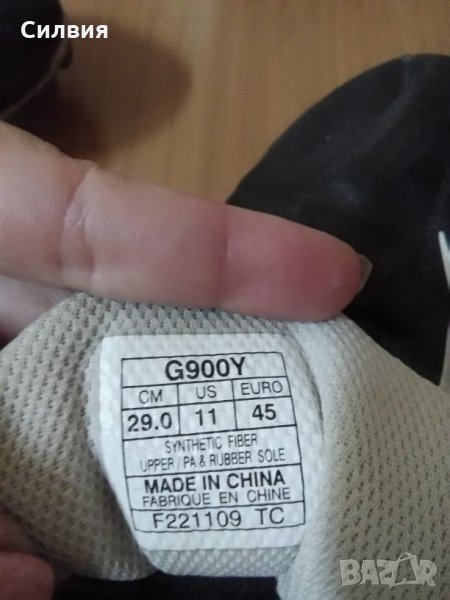 Силвия
G900Y
CM US EURO
29.0 11 45
SYNTHETIC FIBER
UPPER / PA & RUBBER SOLE
MADE IN CHINA
FABRIQUE EN CHINE
F221109 TC
BAZAR